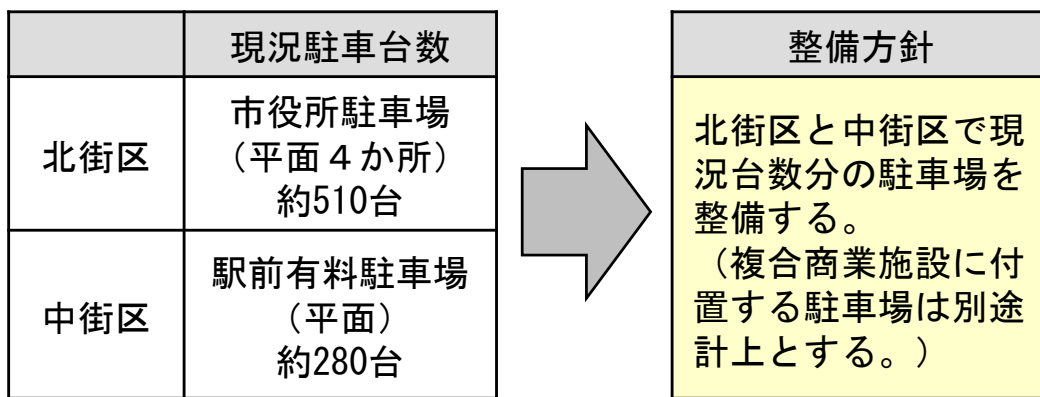 現況駐車台数
北街区
市役所駐車場
（平面４か所）
約510台
中街区
駅前有料駐車場
（平面）
約280台
整備方針
北街区と中街区で現
況台数分の駐車場を
整備する。
（複合商業施設に付
置する駐車場は別途
計上とする。）